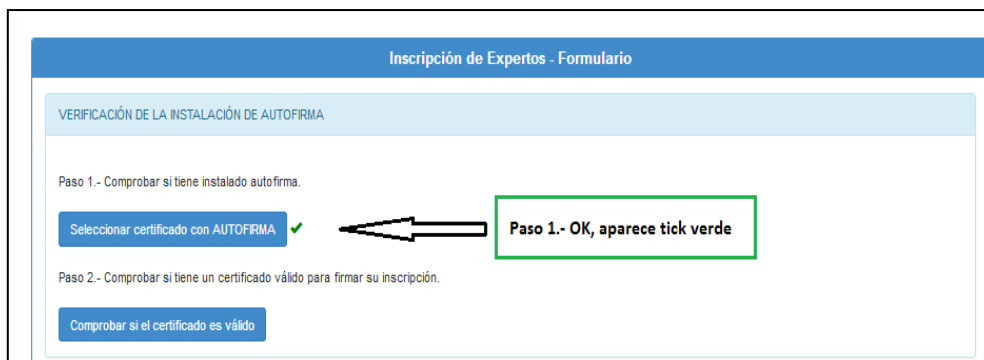 Inscripción de Expertos - Formulario
VERIFICACIÓN DE LA INSTALACIÓN DE AUTOFIRMA
Paso 1.- Comprobar si tiene instalado autofirma.
Seleccionar certificado con AUTOFIRMA
Paso 1.- OK, aparece tick verde
Paso 2.- Comprobar si tiene un certificado válido para firmar su inscripción.
Comprobar si el certificado es válido